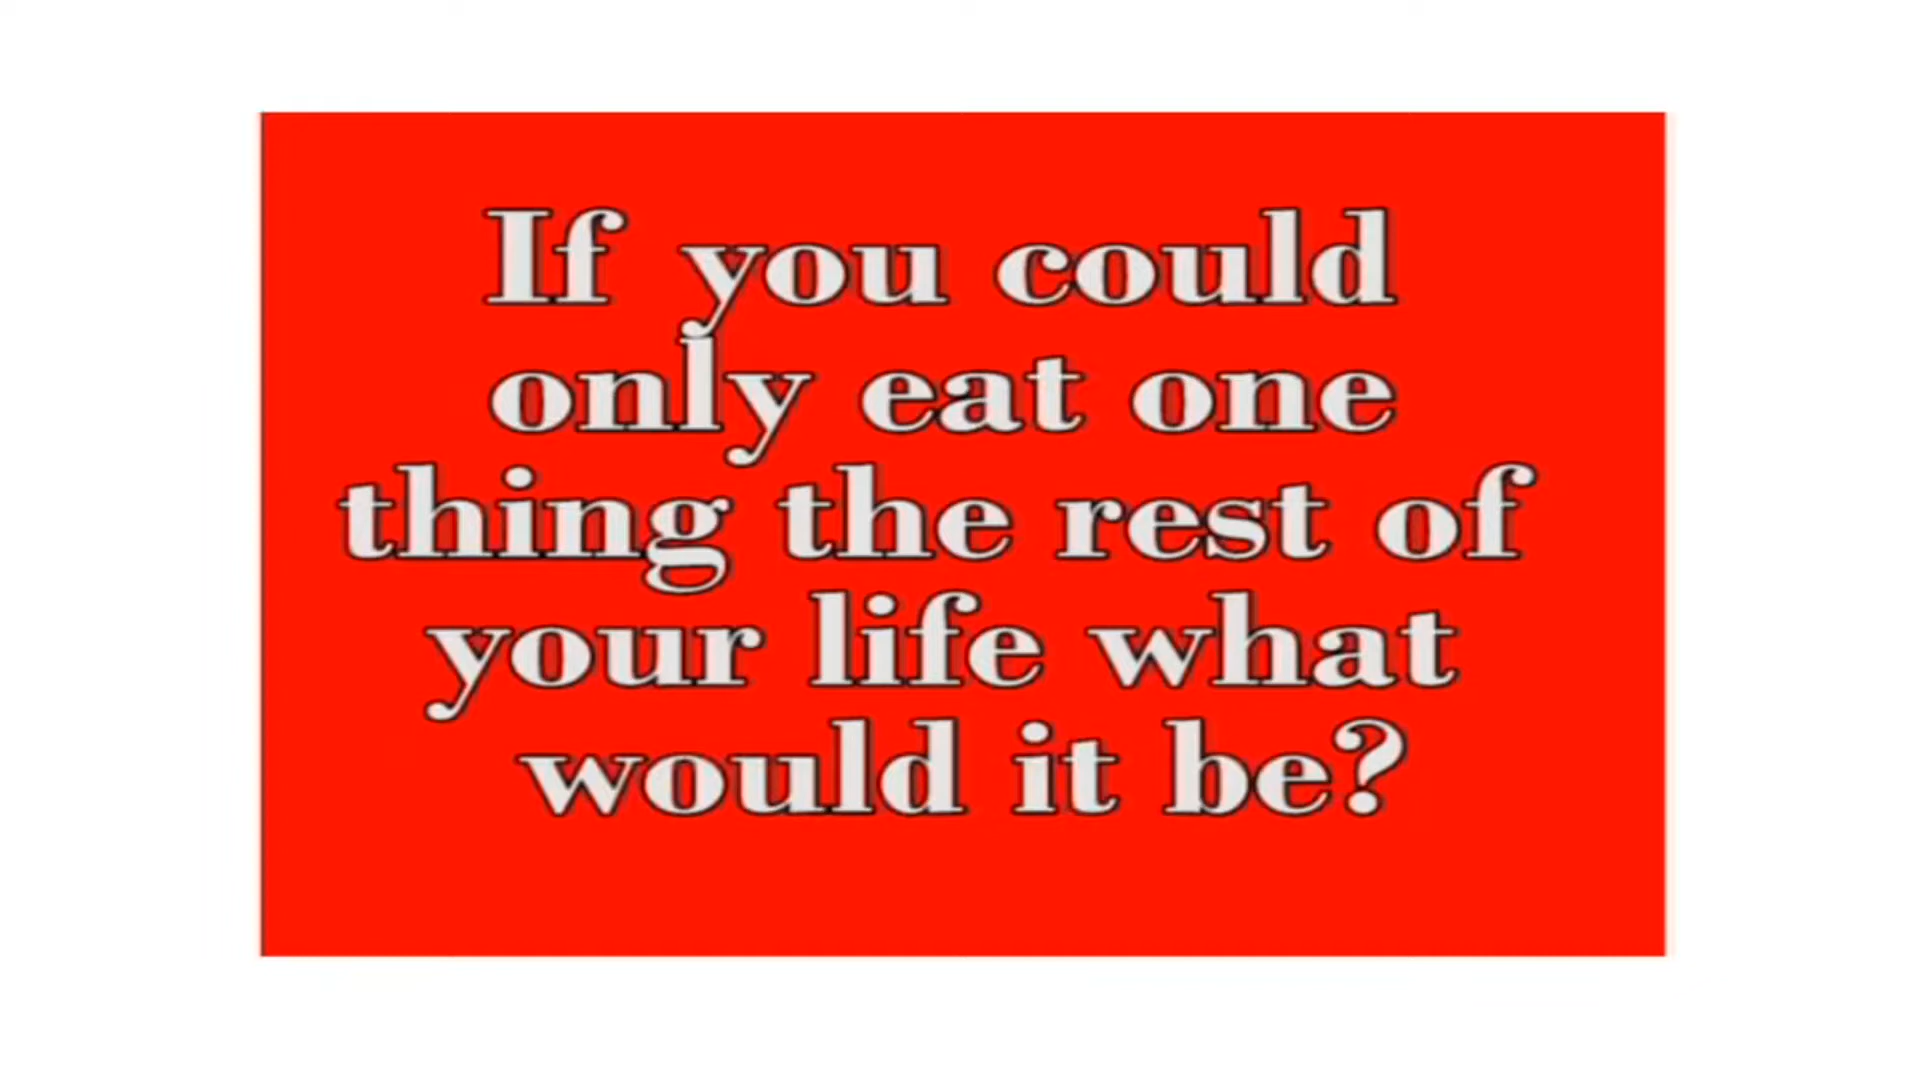 If you could
only eat one
thing the rest of
your life what
would it be?